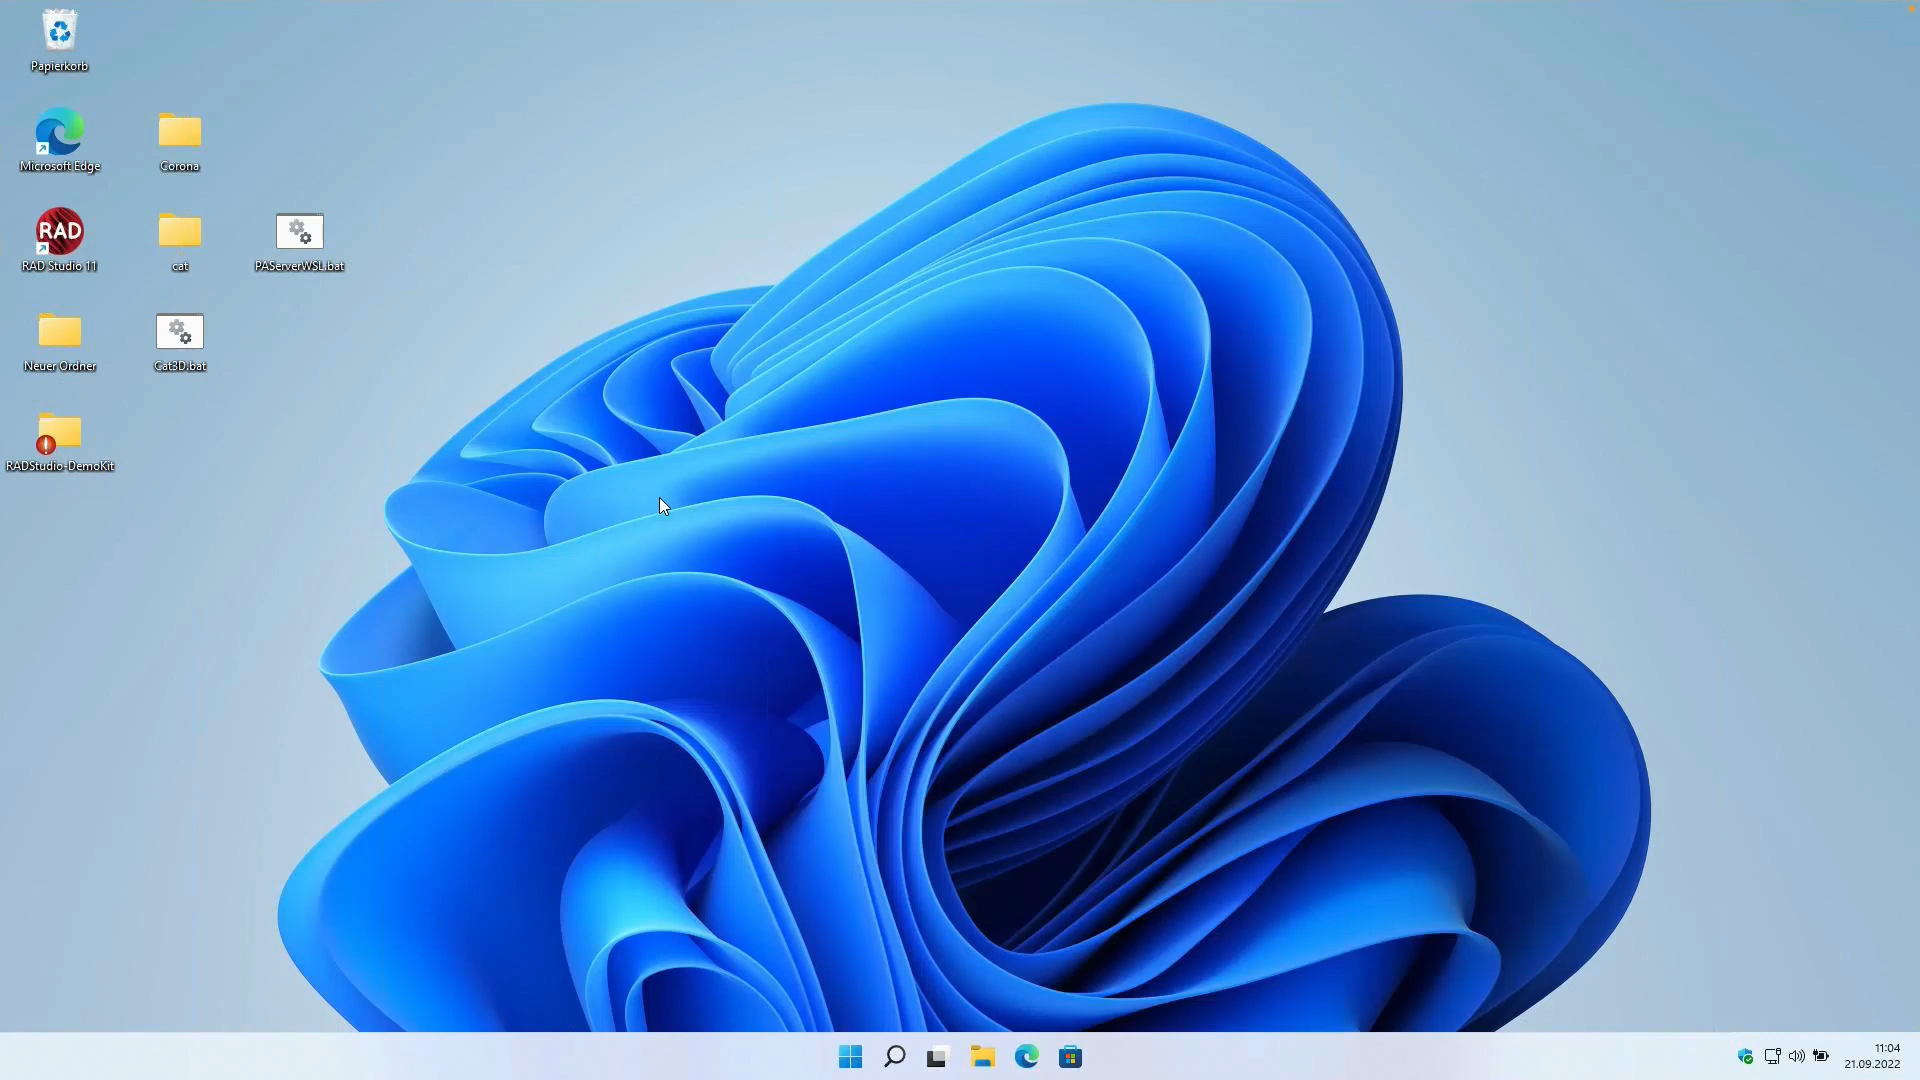 Papierkorb
Microsoft Edge
Corona
RAD
RAD Studio 11
cat
PAServerWSL.bat
Neuer Ordner
Cat3D.bat
RADStudio-DemoKit
11:04
21.09.2022